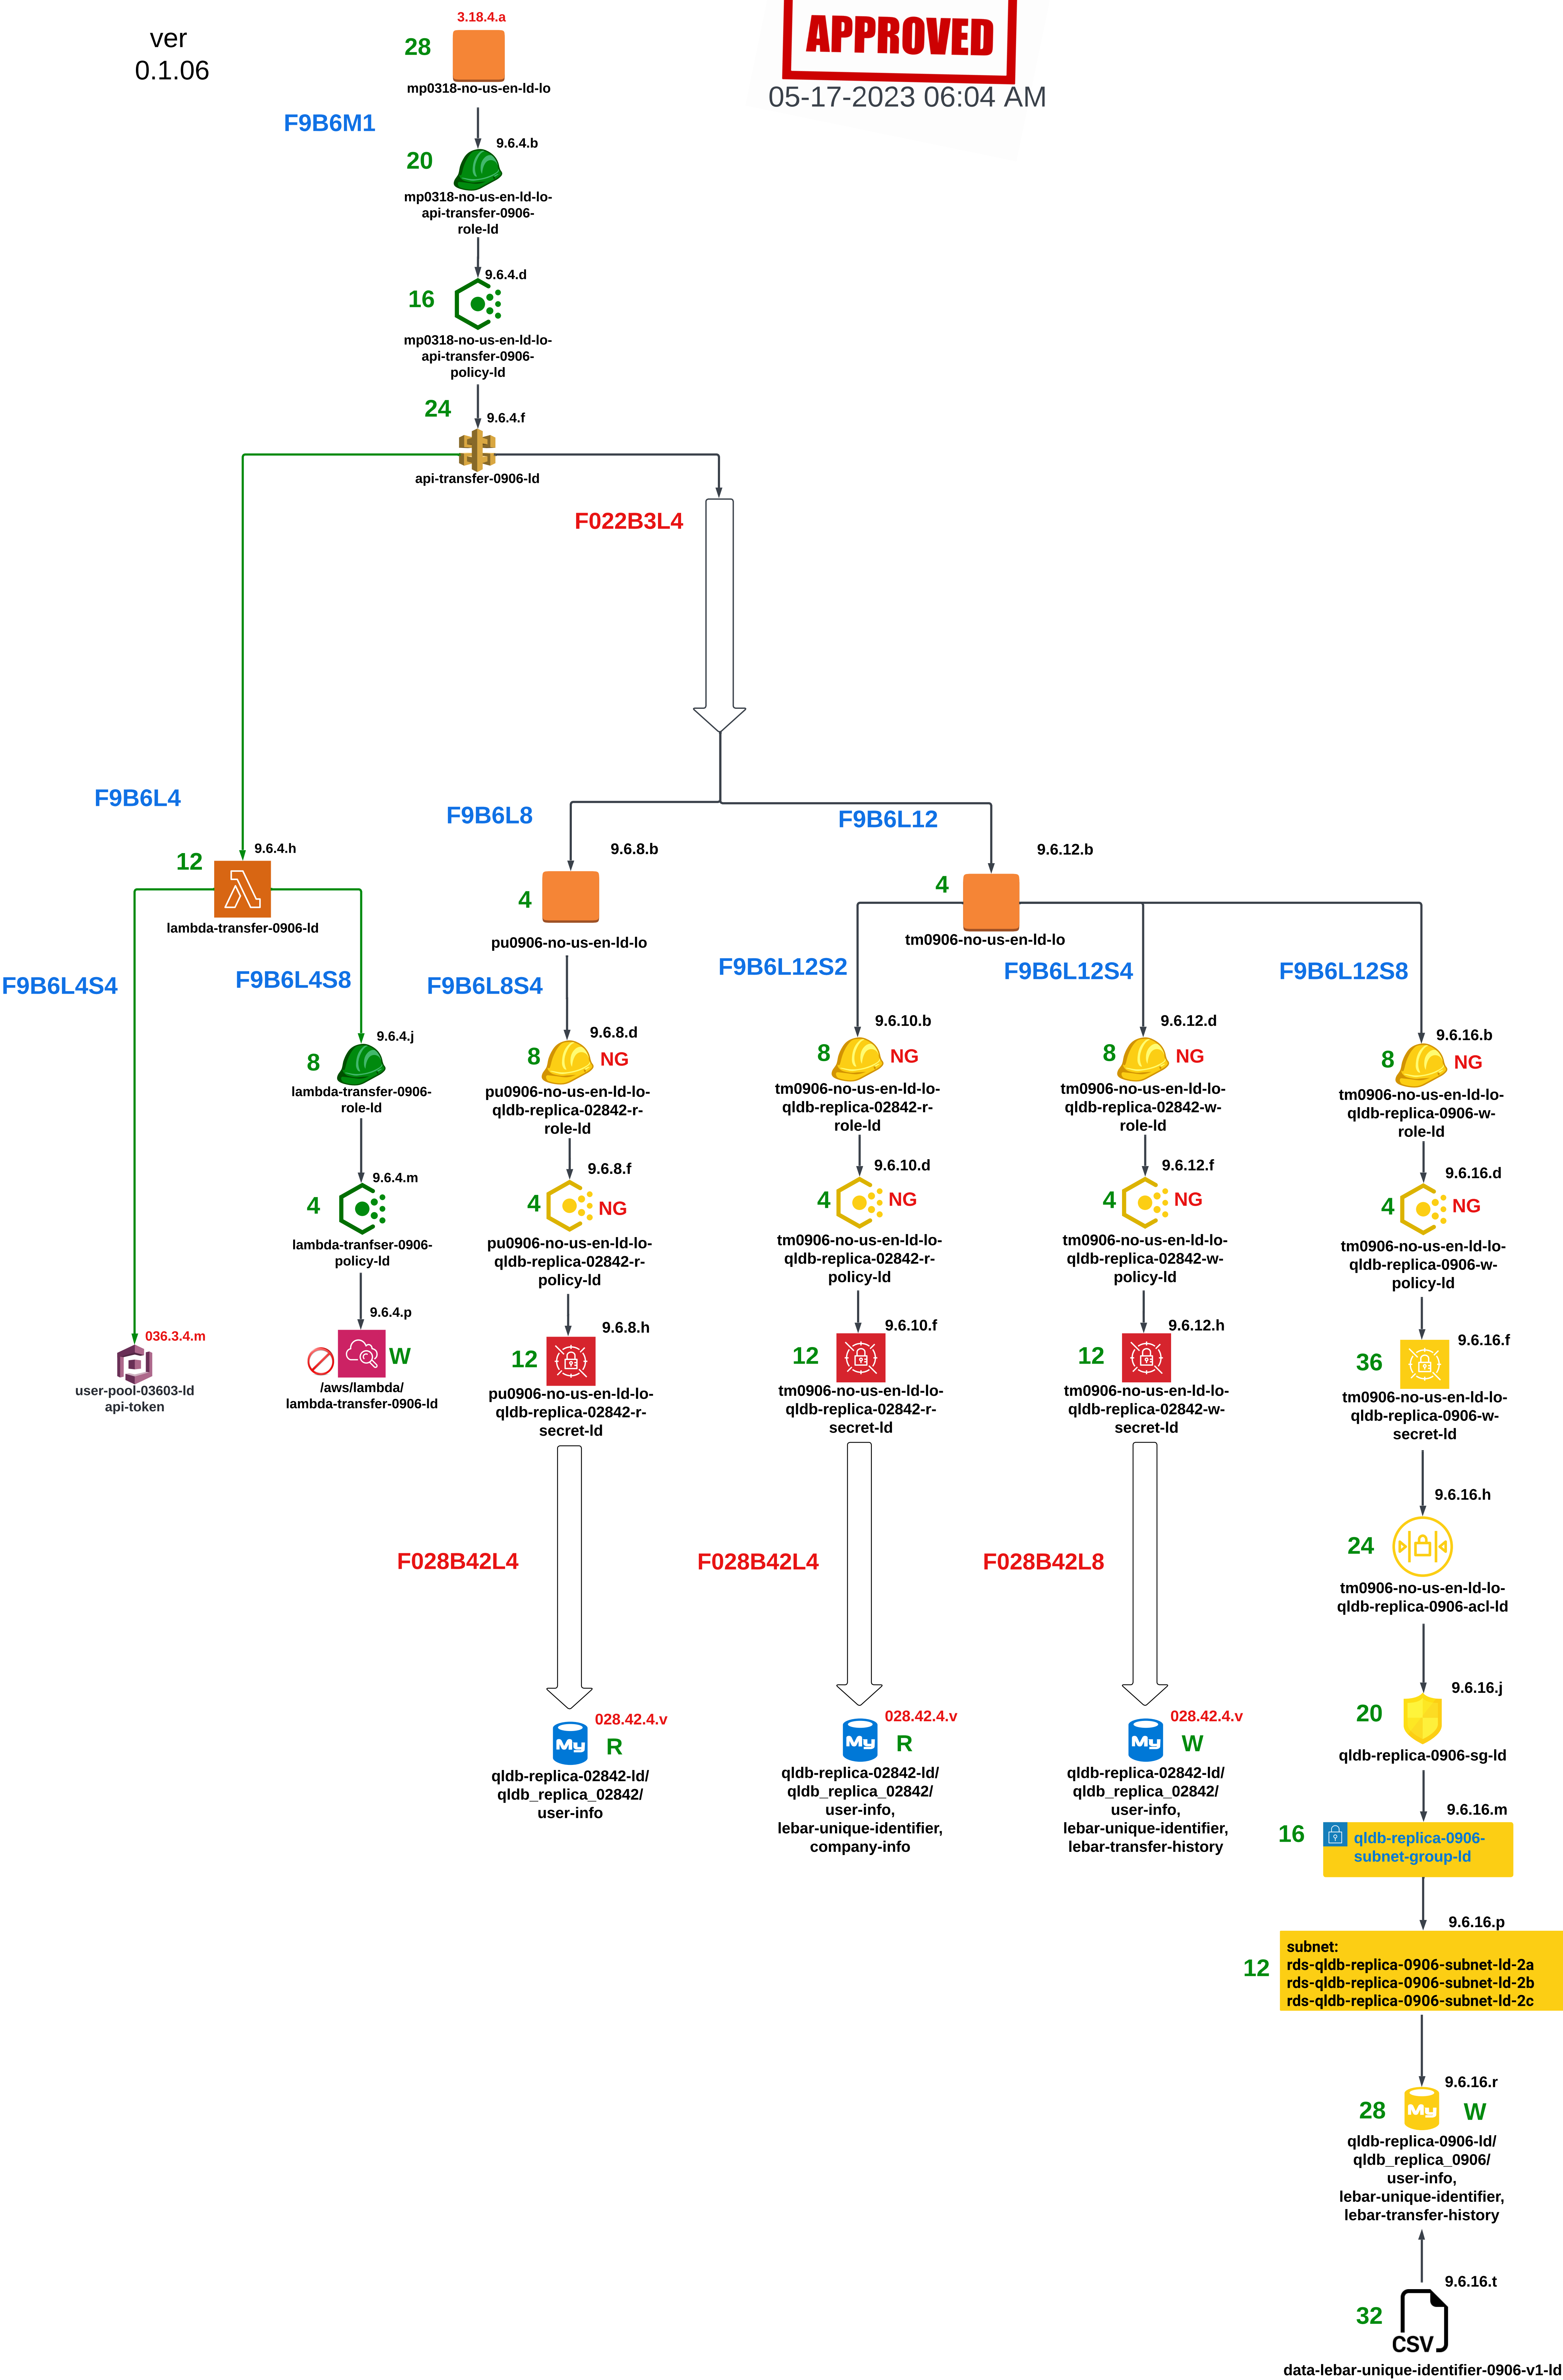 ver
0.1.06
APPROVED
05-17-2023 06:04 AM
3.18.4.a
28
mp0318-no-us-en-ld-lo
F9B6M1
9.6.4.b
20
mp0318-no-us-en-ld-lo-
api-transfer-0906-
role-ld
9.6.4.d
16
mp0318-no-us-en-ld-lo-
api-transfer-0906-
policy-ld
24
9.6.4.f
api-transfer-0906-ld
F022B3L4
F9B6L4
9.6.4.h
12
lambda-transfer-0906-ld
F9B6L4S4
036.3.4.m
user-pool-03603-ld
api-token
F9B6L4S8
9.6.4.j
8
lambda-transfer-0906-
role-ld
9.6.4.m
4
lambda-tranfser-0906-
policy-ld
9.6.4.p
W
/aws/lambda/
lambda-transfer-0906-ld
F9B6L8
9.6.8.b
4
pu0906-no-us-en-ld-lo
F9B6L8S4
9.6.8.d
8
NG
pu0906-no-us-en-ld-lo-
qldb-replica-02842-r-
role-ld
9.6.8.f
4
NG
pu0906-no-us-en-ld-lo-
qldb-replica-02842-r-
policy-ld
9.6.8.h
12
pu0906-no-us-en-ld-lo-
qldb-replica-02842-r-
secret-ld
F028B42L4
028.42.4.v
My
R
qldb-replica-02842-ld/
qldb_replica_02842/
user-info
F9B6L12
9.6.12.b
4
tm0906-no-us-en-ld-lo
F9B6L12S2
9.6.10.b
8
NG
tm0906-no-us-en-ld-lo-
qldb-replica-02842-r-
role-ld
9.6.10.d
4
NG
tm0906-no-us-en-ld-lo-
qldb-replica-02842-r-
policy-ld
9.6.10.f
12
tm0906-no-us-en-ld-lo-
qldb-replica-02842-r-
secret-ld
F028B42L4
028.42.4.v
My
R
qldb-replica-02842-ld/
qldb_replica_02842/
user-info,
lebar-unique-identifier,
company-info
F9B6L12S4
9.6.12.d
8
NG
tm0906-no-us-en-ld-lo-
qldb-replica-02842-w-
role-ld
9.6.12.f
4
NG
tm0906-no-us-en-ld-lo-
qldb-replica-02842-w-
policy-ld
9.6.12.h
12
tm0906-no-us-en-ld-lo-
qldb-replica-02842-w-
secret-ld
F028B42L8
028.42.4.v
My
W
qldb-replica-02842-ld/
qldb_replica_02842/
user-info,
lebar-unique-identifier,
lebar-transfer-history
F9B6L12S8
9.6.16.b
8
NG
tm0906-no-us-en-ld-lo-
qldb-replica-0906-w-
role-ld
9.6.16.d
4
NG
tm0906-no-us-en-ld-lo-
qldb-replica-0906-w-
policy-ld
9.6.16.f
36
tm0906-no-us-en-ld-lo-
qldb-replica-0906-w-
secret-ld
9.6.16.h
24
tm0906-no-us-en-ld-lo-
qldb-replica-0906-acl-ld
9.6.16.j
20
qldb-replica-0906-sg-ld
9.6.16.m
16
qldb-replica-0906-
subnet-group-ld
9.6.16.p
12
subnet:
rds-qldb-replica-0906-subnet-ld-2a
rds-qldb-replica-0906-subnet-ld-2b
rds-qldb-replica-0906-subnet-ld-2c
9.6.16.r
28
My
W
qldb-replica-0906-ld/
qldb_replica_0906/
user-info,
lebar-unique-identifier,
lebar-transfer-history
9.6.16.t
32
CSV
data-lebar-unique-identifier-0906-v1-ld